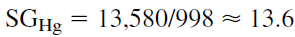 SG_Hg = 13,580/998 ≈ 13.6